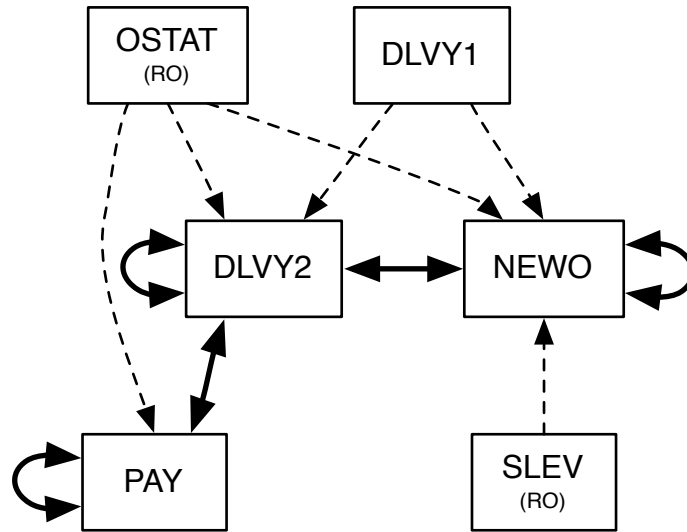 OSTAT
(RO)
DLVY1
DLVY2
NEWO
PAY
SLEV
(RO)